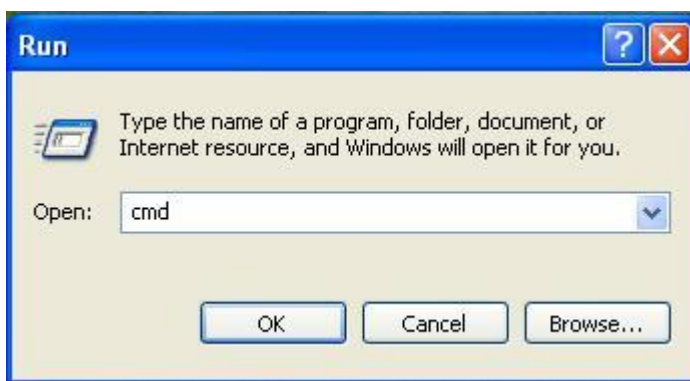 Run
Type the name of a program, folder, document, or
Internet resource, and Windows will open it for you.
Open: cmd
OK Cancel Browse...